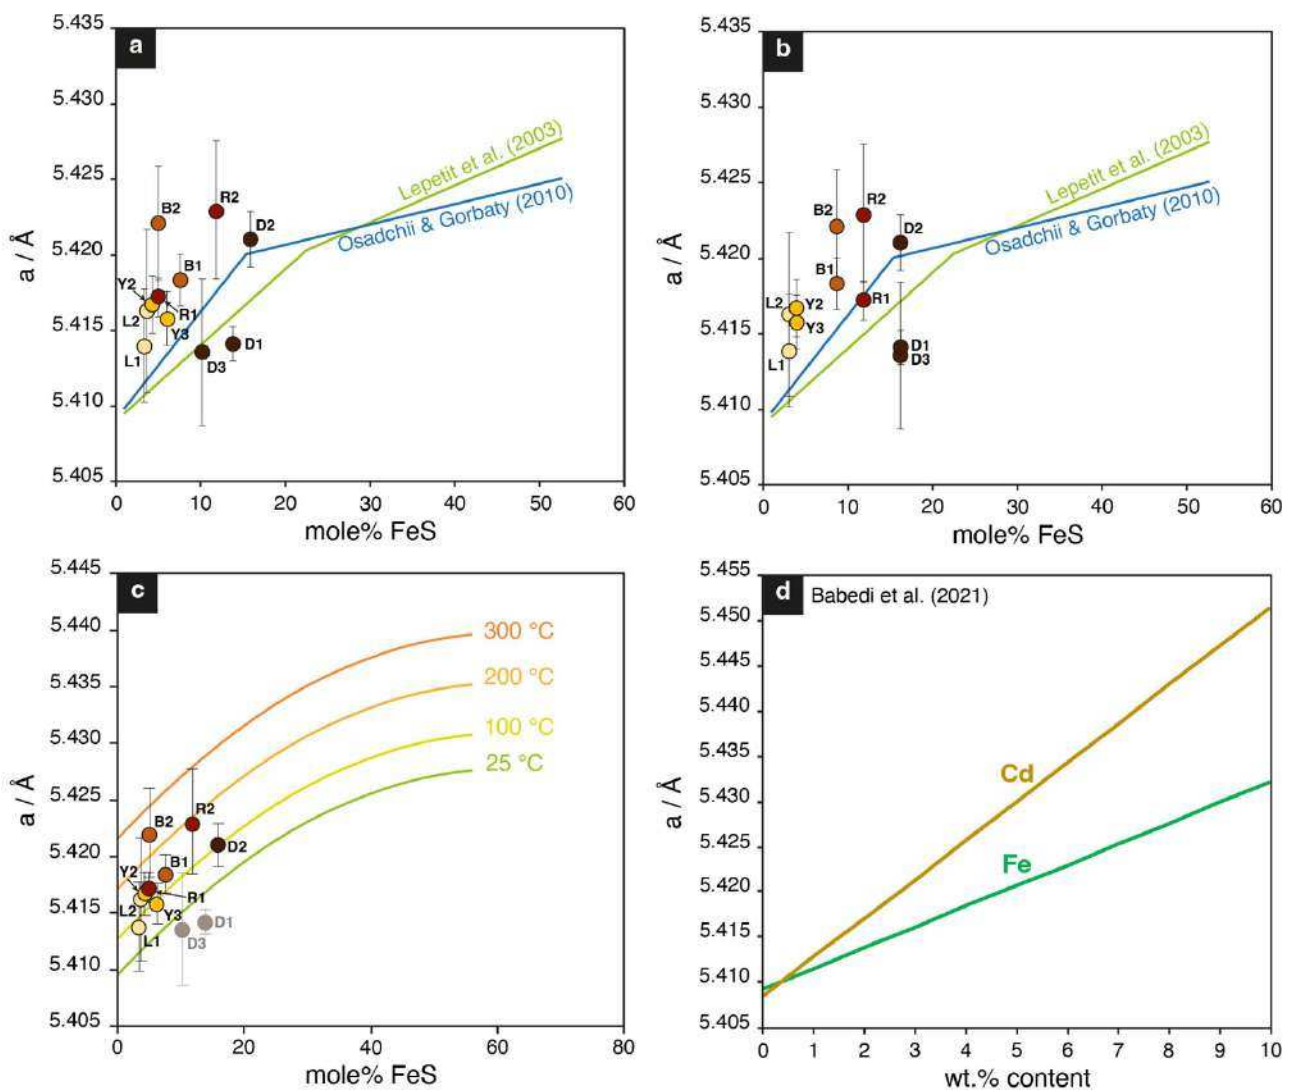 a
5.435
5.430
5.425
5.420
5.415
5.410
5.405
a / Å
0 10 20 30 40 50 60
mole% FeS
Lepetit et al. (2003)
Osadchii & Gorbaty (2010)
R2
B2
D2
B1
Y2
R1
L2
Y3
D1
L1
D3
b
5.435
5.430
5.425
5.420
5.415
5.410
5.405
a / Å
0 10 20 30 40 50 60
mole% FeS
Lepetit et al. (2003)
Osadchii & Gorbaty (2010)
R2
B2
D2
B1
L2
Y2
R1
Y3
D1
L1
D3
c
5.445
5.440
5.435
5.430
5.425
5.420
5.415
5.410
5.405
a / Å
0 20 40 60 80
mole% FeS
300 °C
200 °C
100 °C
25 °C
R2
B2
D2
B1
Y2
R1
L2
Y3
D1
L1
D3
d
Babedi et al. (2021)
5.455
5.450
5.445
5.440
5.435
5.430
5.425
5.420
5.415
5.410
5.405
a / Å
Cd
Fe
0 1 2 3 4 5 6 7 8 9 10
wt.% content